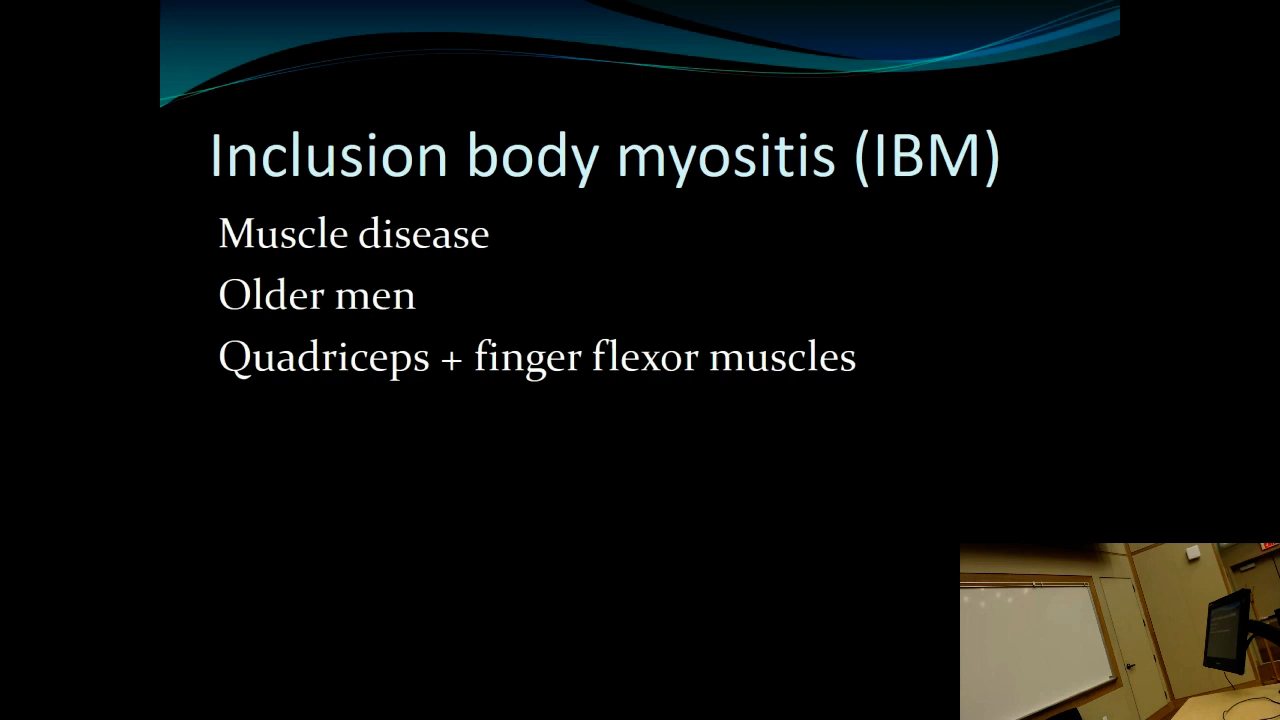 Inclusion body myositis (IBM)
Muscle disease
Older men
Quadriceps + finger flexor muscles